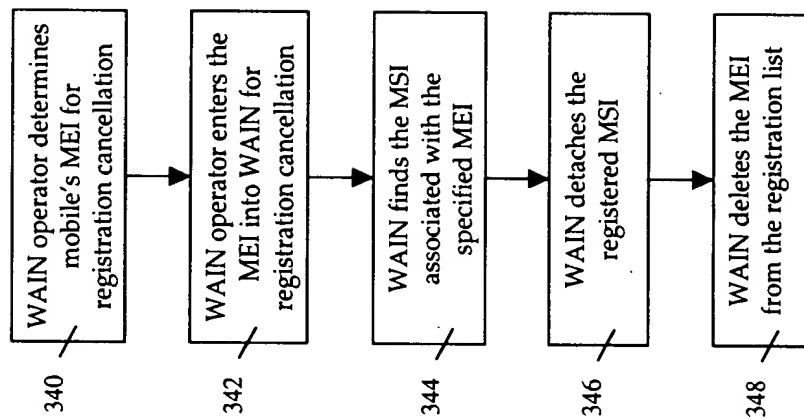 340
WAIN operator determines
mobile's MEI for
registration cancellation
342
WAIN operator enters the
MEI into WAIN for
registration cancellation
344
WAIN finds the MSI
associated with the
specified MEI
346
WAIN detaches the
registered MSI
348
WAIN deletes the MEI
from the registration list